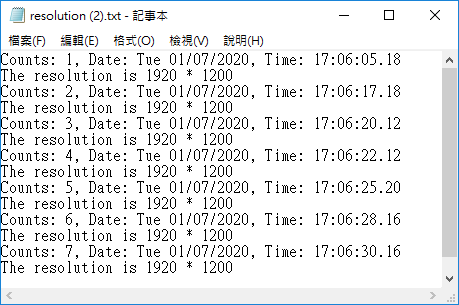 resolution (2).txt - 記事本
檔案(F) 編輯(E) 格式(O) 檢視(V) 說明(H)
Counts: 1, Date: Tue 01/07/2020, Time: 17:06:05.18
The resolution is 1920 * 1200
Counts: 2, Date: Tue 01/07/2020, Time: 17:06:17.18
The resolution is 1920 * 1200
Counts: 3, Date: Tue 01/07/2020, Time: 17:06:20.12
The resolution is 1920 * 1200
Counts: 4, Date: Tue 01/07/2020, Time: 17:06:22.12
The resolution is 1920 * 1200
Counts: 5, Date: Tue 01/07/2020, Time: 17:06:25.20
The resolution is 1920 * 1200
Counts: 6, Date: Tue 01/07/2020, Time: 17:06:28.16
The resolution is 1920 * 1200
Counts: 7, Date: Tue 01/07/2020, Time: 17:06:30.16
The resolution is 1920 * 1200